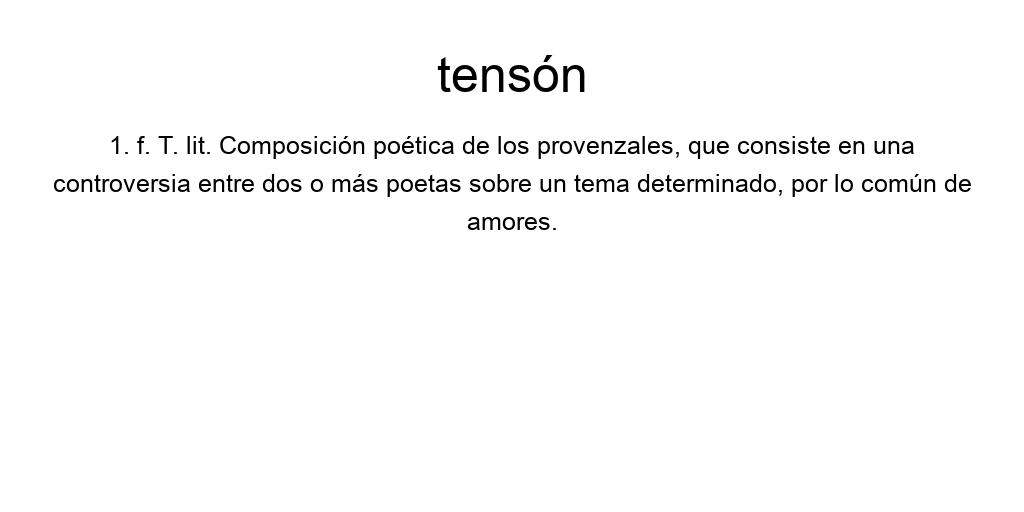 tensón
1. f. T. lit. Composición poética de los provenzales, que consiste en una
controversia entre dos o más poetas sobre un tema determinado, por lo común de
amores.